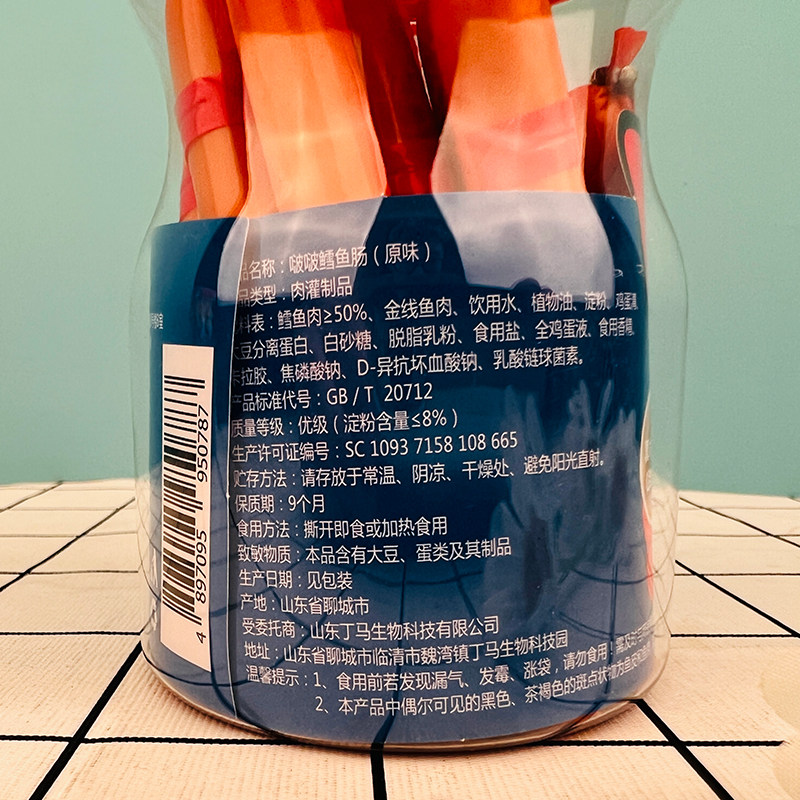 名称：啵啵鳕鱼肠（原味）
品类型：肉灌制品
料表：鳕鱼肉≥50%、金线鱼肉、饮用水、植物油、淀粉、鸡蛋清
大豆分离蛋白、白砂糖、脱脂乳粉、食用盐、全鸡蛋液、食用香精
卡拉胶、焦磷酸钠、D-异抗坏血酸钠、乳酸链球菌素。
产品标准代号：GB / T 20712
质量等级：优级（淀粉含量≤8%）
生产许可证编号：SC 1093 7158 108 665
贮存方法：请存放于常温、阴凉、干燥处、避免阳光直射。
保质期：9个月
食用方法：撕开即食或加热食用
致敏物质：本品含有大豆、蛋类及其制品
生产日期：见包装
产地：山东省聊城市
受委托商：山东丁马生物科技有限公司
地址：山东省聊城市临清市魏湾镇丁马生物科技园
温馨提示：1、食用前若发现漏气、发霉、涨袋，请勿食用！需及
2、本产品中偶尔可见的黑色、茶褐色的斑点状物为鱼皮
4 897095 950787